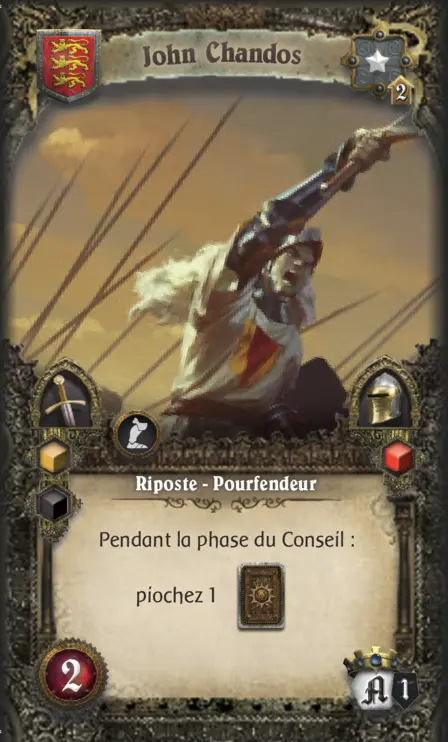 John Chandos
2
Riposte - Pourfendeur
Pendant la phase du Conseil :
piochez 1
2
A 1